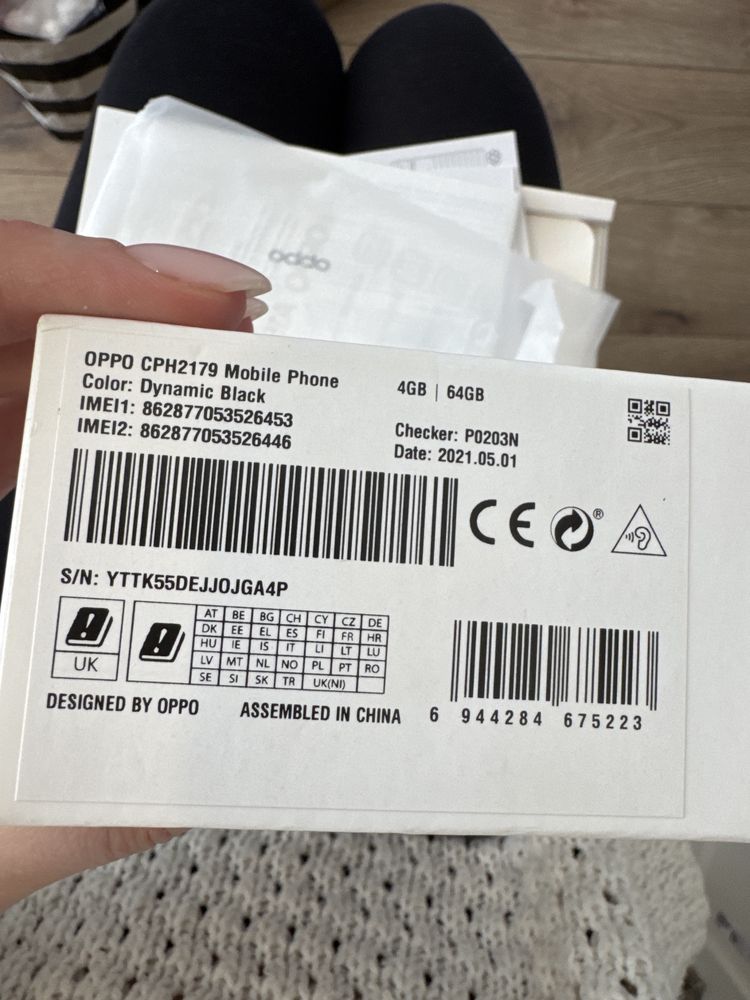 oppo
OPPO CPH2179 Mobile Phone
Color: Dynamic Black
IMEI1: 862877053526453
IMEI2: 862877053526446
4GB | 64GB
Checker: P0203N
Date: 2021.05.01
CE
®
S/N: YTTK55DEJJOJGA4P
UK
AT BE BG CH CY CZ DE
DK EE EL ES FI FR HR
HU IE IS IT LI LT LU
LV MT NL NO PL PT RO
SE SI SK TR UK(NI)
DESIGNED BY OPPO
ASSEMBLED IN CHINA
6 944284 675223